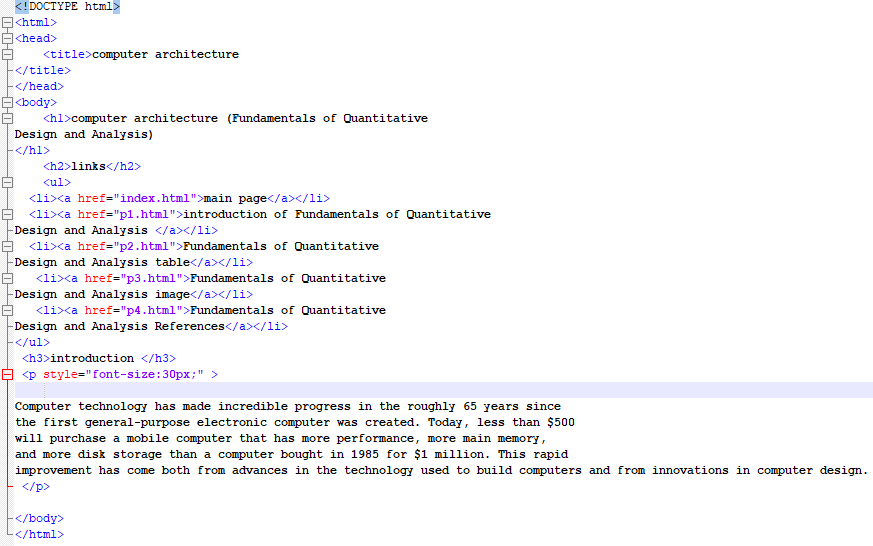 <!DOCTYPE html>
<html>
<head>
<title>computer architecture
</title>
</head>
<body>
<h1>computer architecture (Fundamentals of Quantitative
Design and Analysis)
</h1>
<h2>links</h2>
<ul>
<li><a href="index.html">main page</a></li>
<li><a href="p1.html">introduction of Fundamentals of Quantitative
Design and Analysis </a></li>
<li><a href="p2.html">Fundamentals of Quantitative
Design and Analysis table</a></li>
<li><a href="p3.html">Fundamentals of Quantitative
Design and Analysis image</a></li>
<li><a href="p4.html">Fundamentals of Quantitative
Design and Analysis References</a></li>
</ul>
<h3>introduction </h3>
<p style="font-size:30px;" >
Computer technology has made incredible progress in the roughly 65 years since
the first general-purpose electronic computer was created. Today, less than $500
will purchase a mobile computer that has more performance, more main memory,
and more disk storage than a computer bought in 1985 for $1 million. This rapid
improvement has come both from advances in the technology used to build computers and from innovations in computer design.
</p>
</body>
</html>